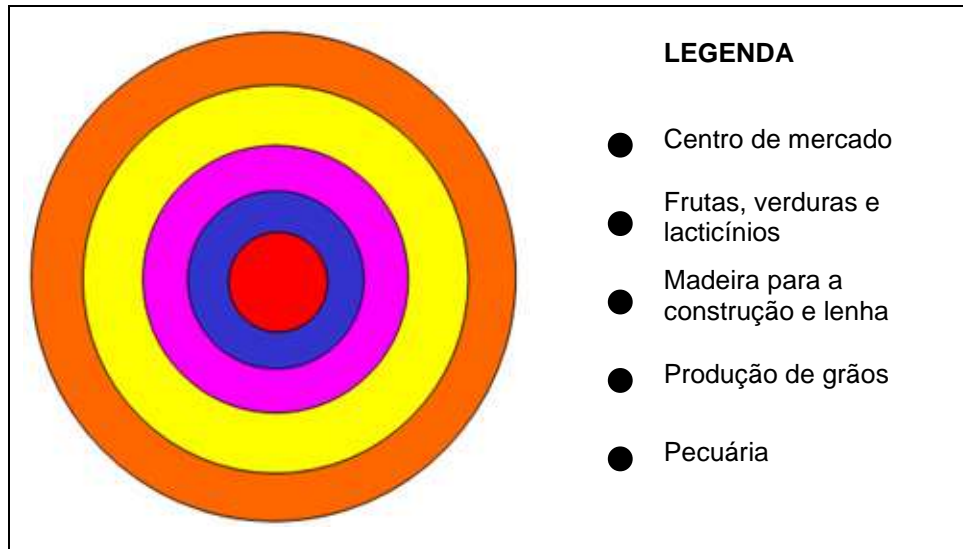 LEGENDA
Centro de mercado
Frutas, verduras e
lacticínios
Madeira para a
construção e lenha
Produção de grãos
Pecuária